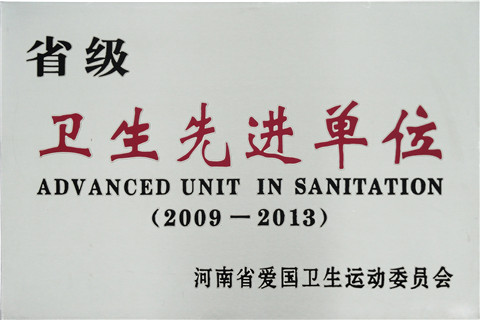 省级
卫生先进单位
ADVANCED UNIT IN SANITATION
(2009－2013)
河南省爱国卫生运动委员会